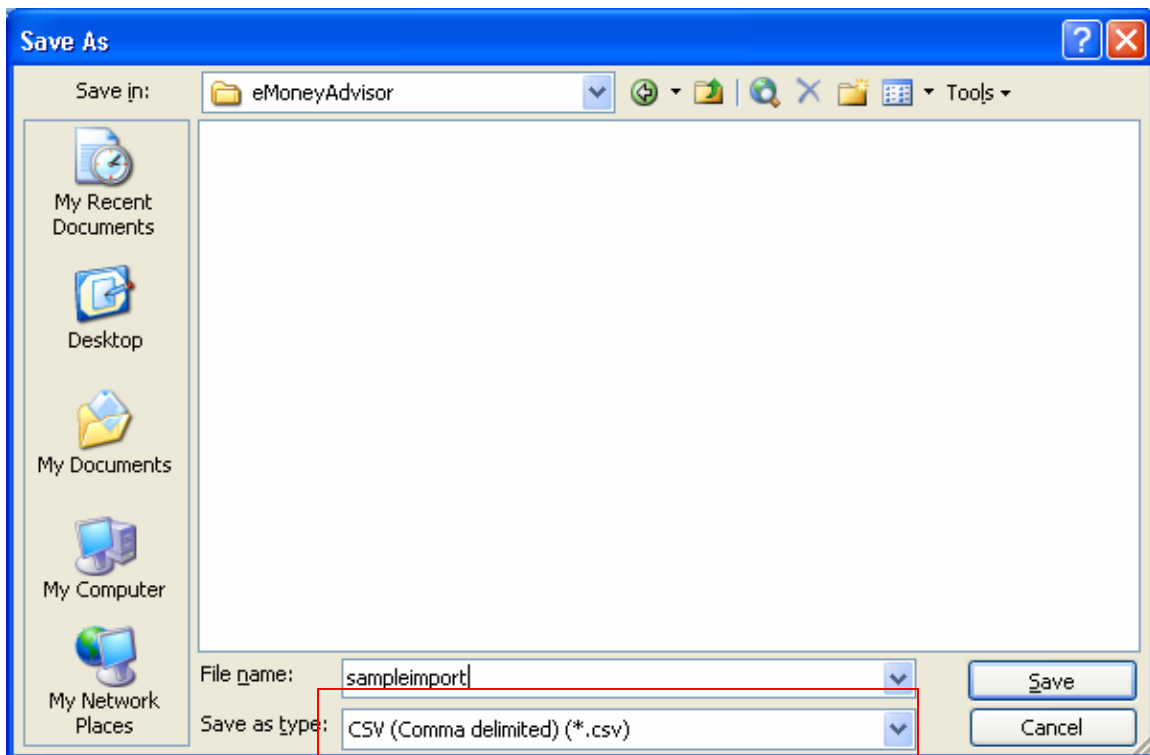 Save As
Save in:
eMoneyAdvisor
Tools
My Recent
Documents
Desktop
My Documents
My Computer
My Network
Places
File name:
sampleimport
Save
Save as type:
CSV (Comma delimited) (*.csv)
Cancel